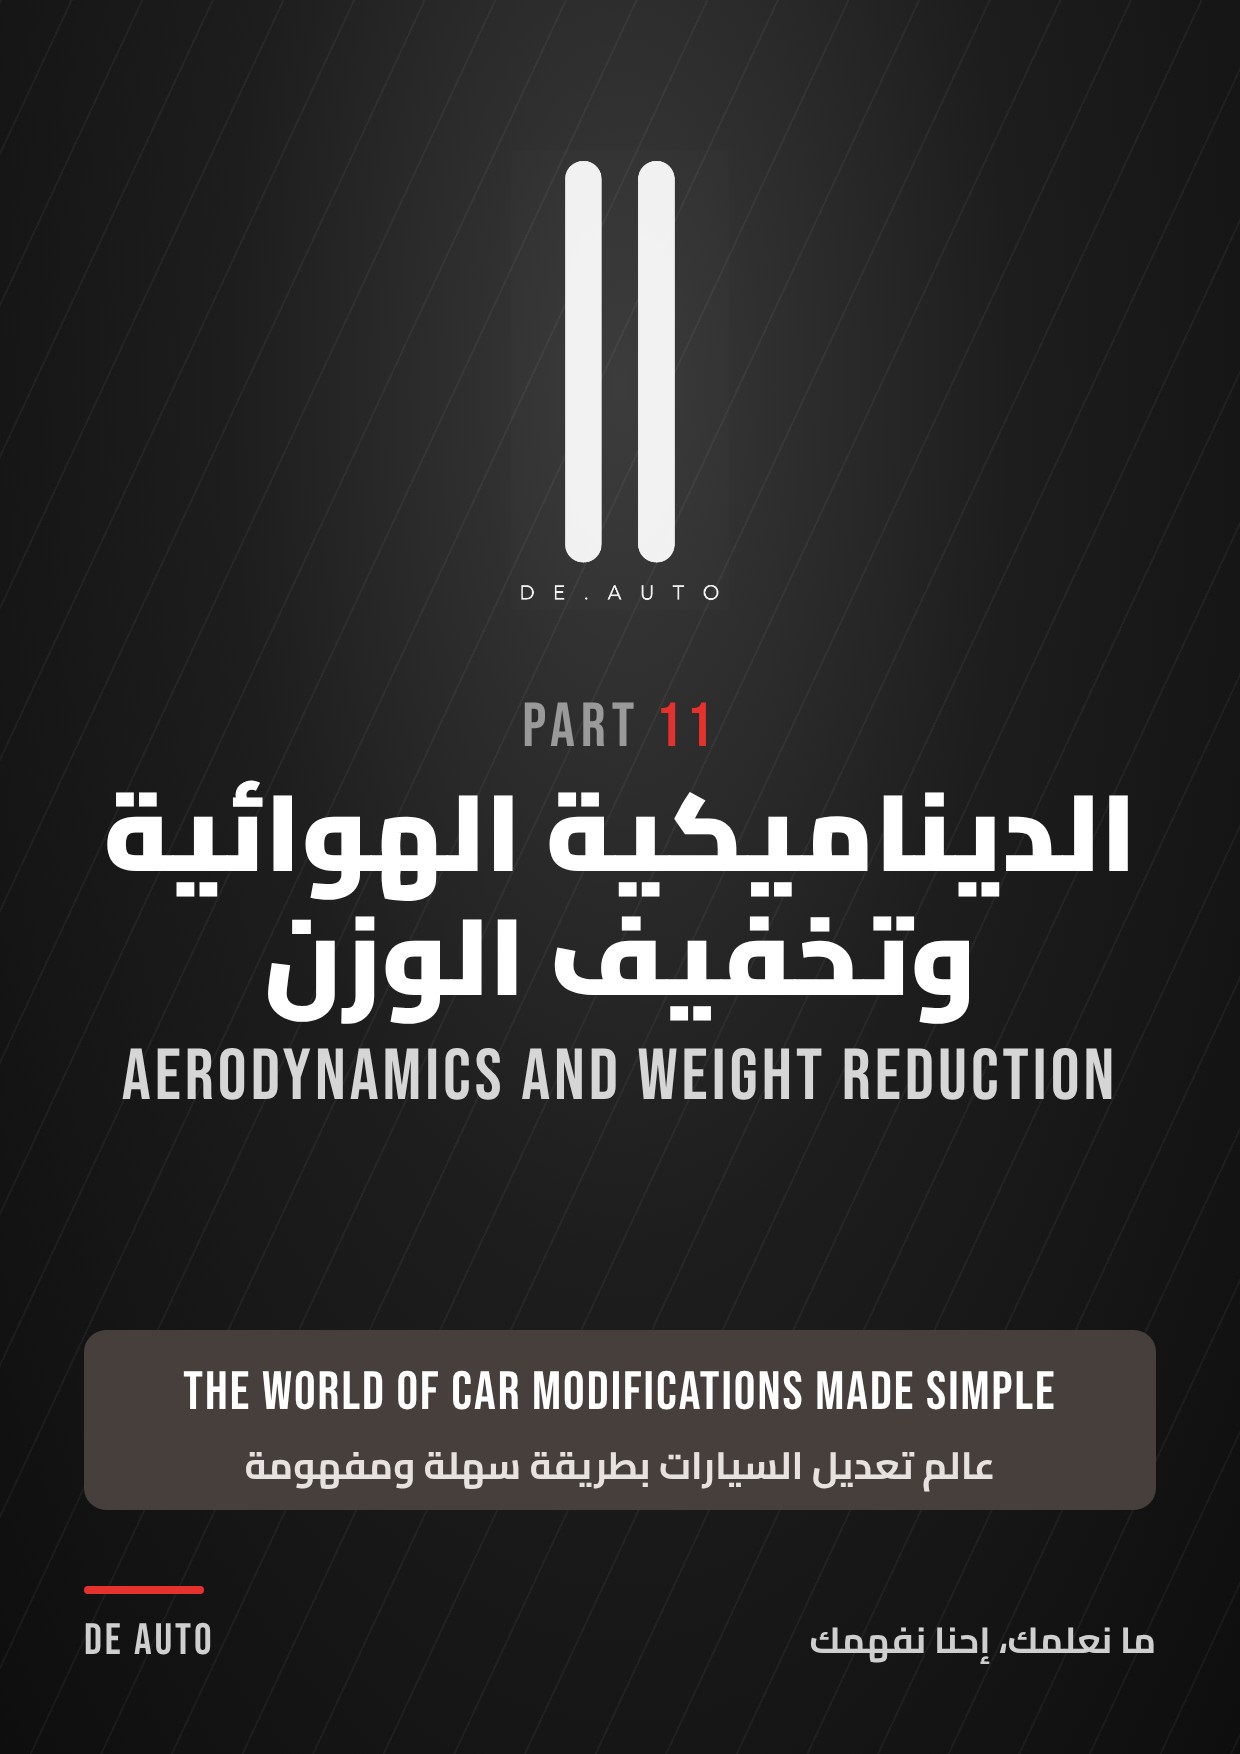 DE.AUTO
PART 11
الديناميكية الهوائية
وتخفيف الوزن
AERODYNAMICS AND WEIGHT REDUCTION
THE WORLD OF CAR MODIFICATIONS MADE SIMPLE
عالم تعديل السيارات بطريقة سهلة ومفهومة
DE AUTO
ما نعلمك، إحنا نفهمك